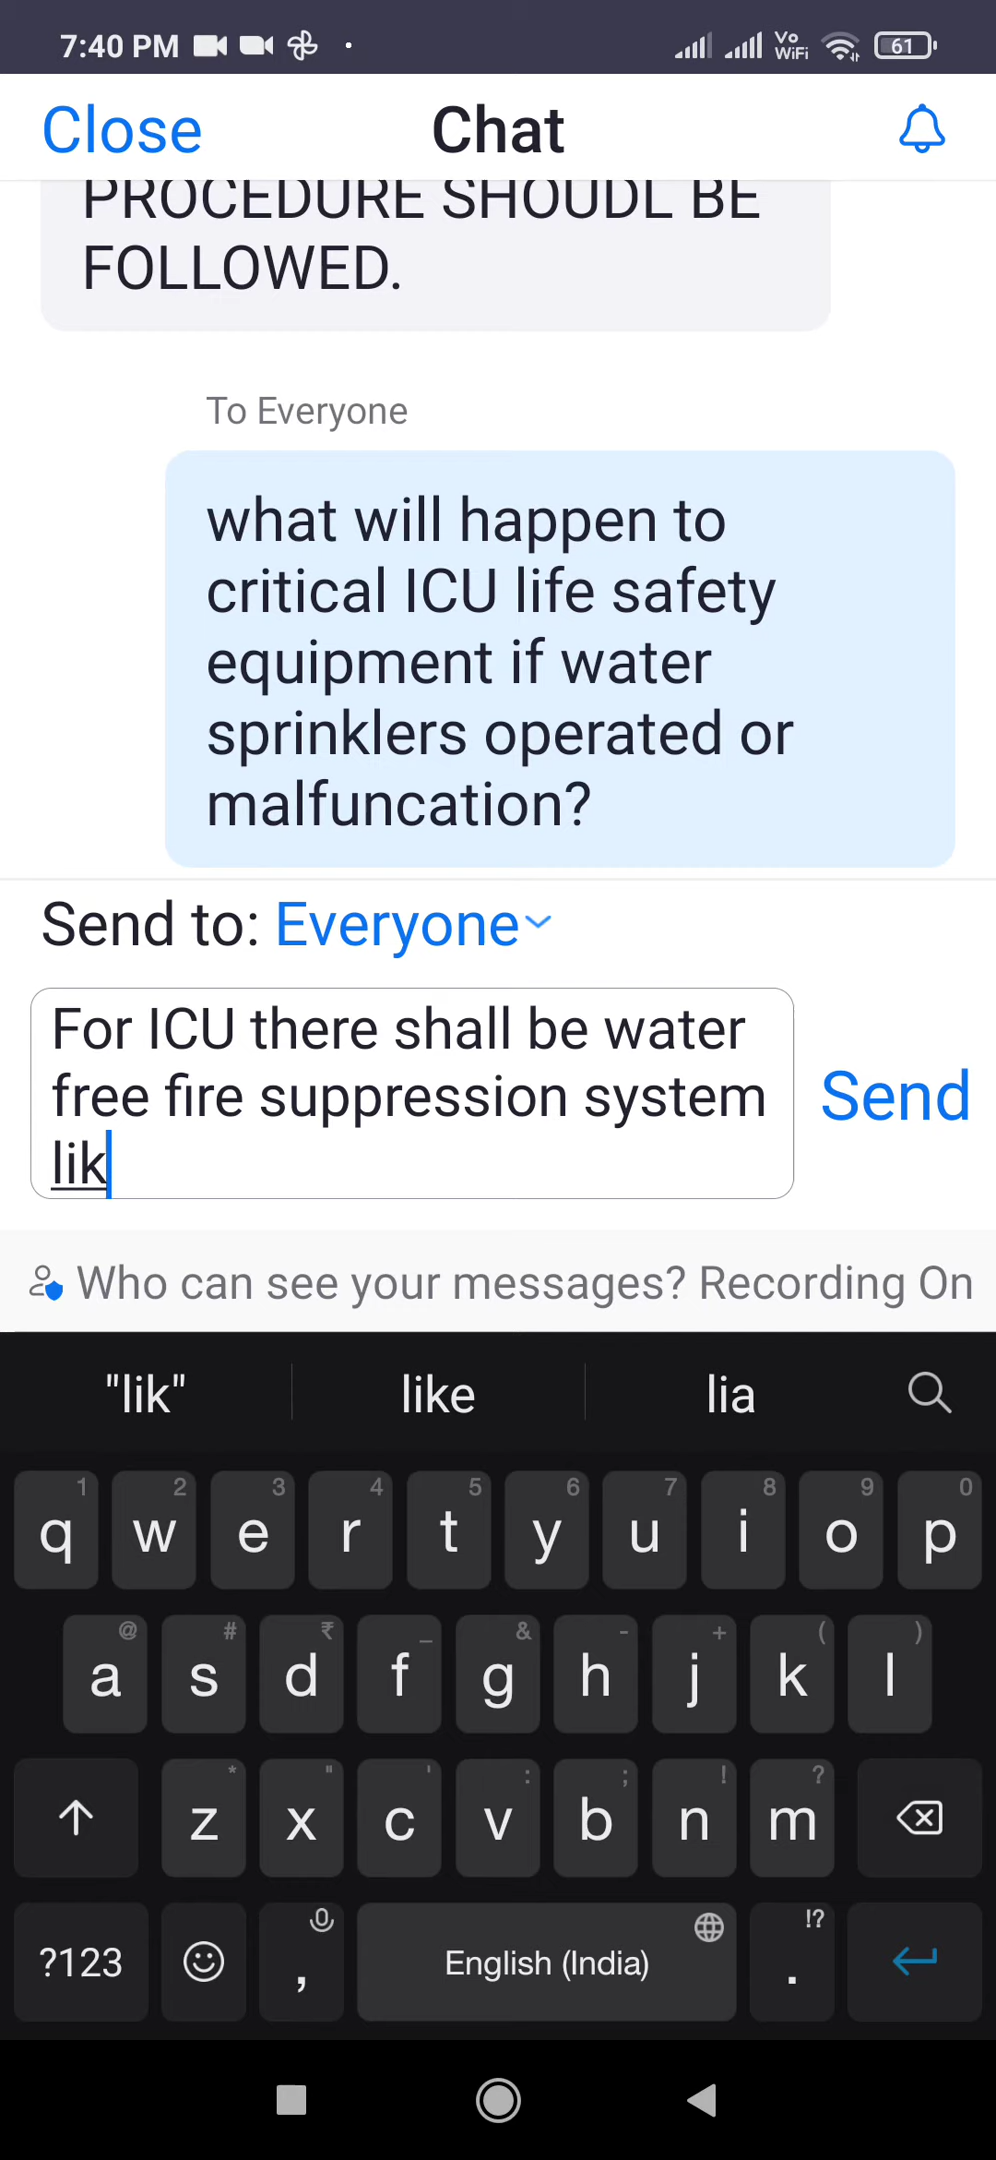 7:40 PM
Vo
WiFi
61
Close
Chat
PROCEDURE SHOUDL BE
FOLLOWED.
To Everyone
what will happen to
critical ICU life safety
equipment if water
sprinklers operated or
malfuncation?
Send to: Everyone
For ICU there shall be water
free fire suppression system
lik
Send
Who can see your messages? Recording On
"lik" like lia
1 2 3 4 5 6 7 8 9 0
q w e r t y u i o p
@ # ₹ _ & - + ( )
a s d f g h j k l
* " ' : ; ! ?
z x c v b n m
!?
?123 , English (India) .